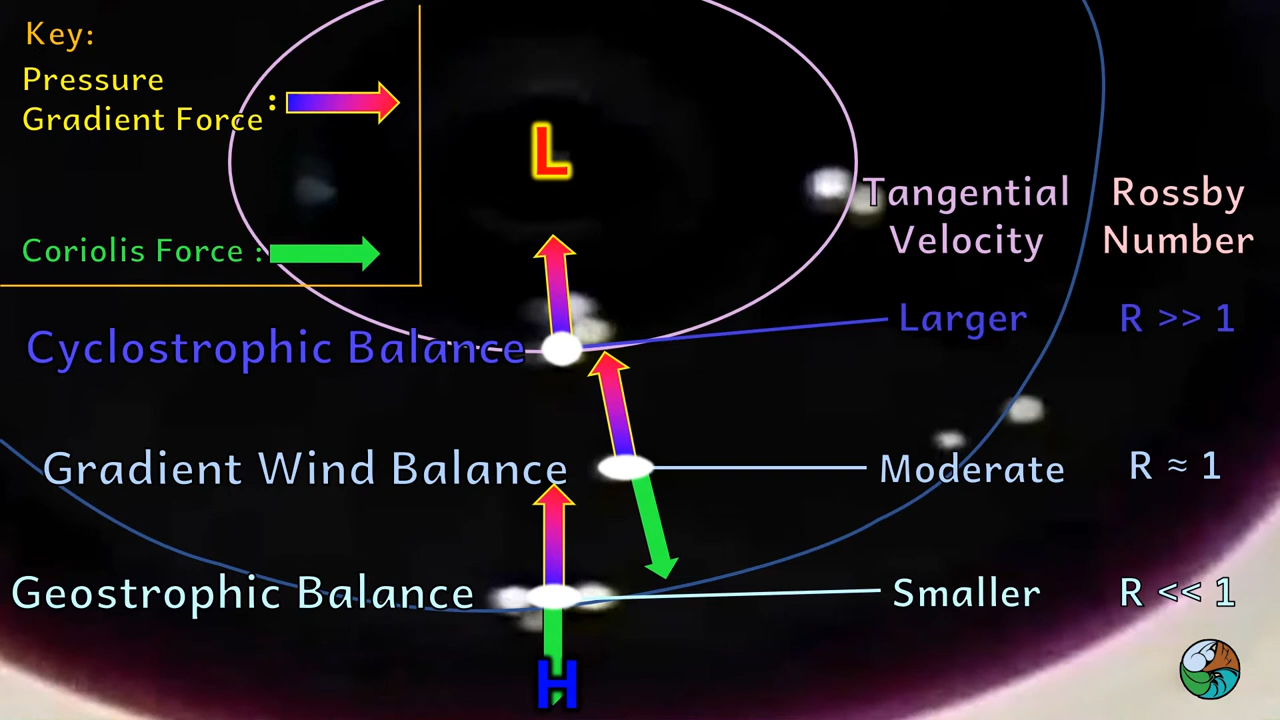 Key:
Pressure
Gradient Force :
Coriolis Force :
L
Tangential
Velocity
Rossby
Number
Cyclostrophic Balance
Larger
R >> 1
Gradient Wind Balance
Moderate
R ≈ 1
Geostrophic Balance
Smaller
R << 1
H